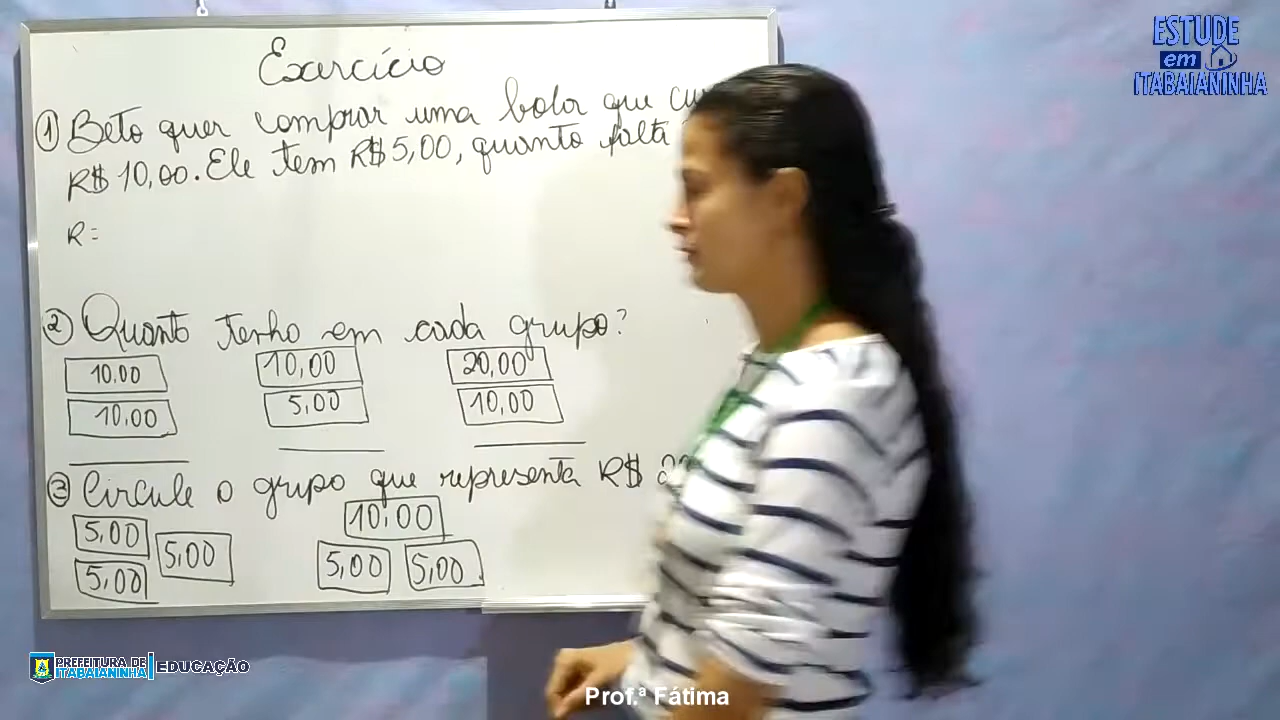 Exercício
① Beto quer comprar uma bola que
R$ 10,00. Ele tem R$ 5,00, quanto falta
R=
② Quanto tenho em cada grupo?
10,00 10,00 20,00
10,00 5,00 10,00
③ Circule o grupo que representa R$
5,00 5,00 5,00
10,00
5,00 5,00
ESTUDE
em
ITABAIANINHA
PREFEITURA DE
ITABAIANINHA EDUCAÇÃO
Prof.ª Fátima